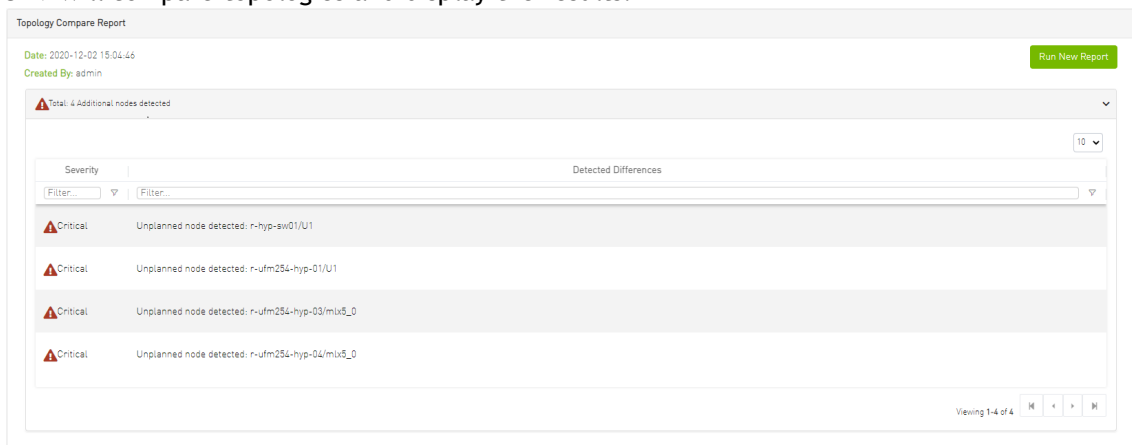 Topology Compare Report
Date: 2020-12-02 15:04:46
Run New Report
Created By: admin
Total: 4 Additional nodes detected
10
Severity
Detected Differences
Filter...
Filter...
Critical
Unplanned node detected: r-hyp-sw01/U1
Critical
Unplanned node detected: r-ufm254-hyp-01/U1
Critical
Unplanned node detected: r-ufm254-hyp-03/mlx5_0
Critical
Unplanned node detected: r-ufm254-hyp-04/mlx5_0
Viewing 1-4 of 4